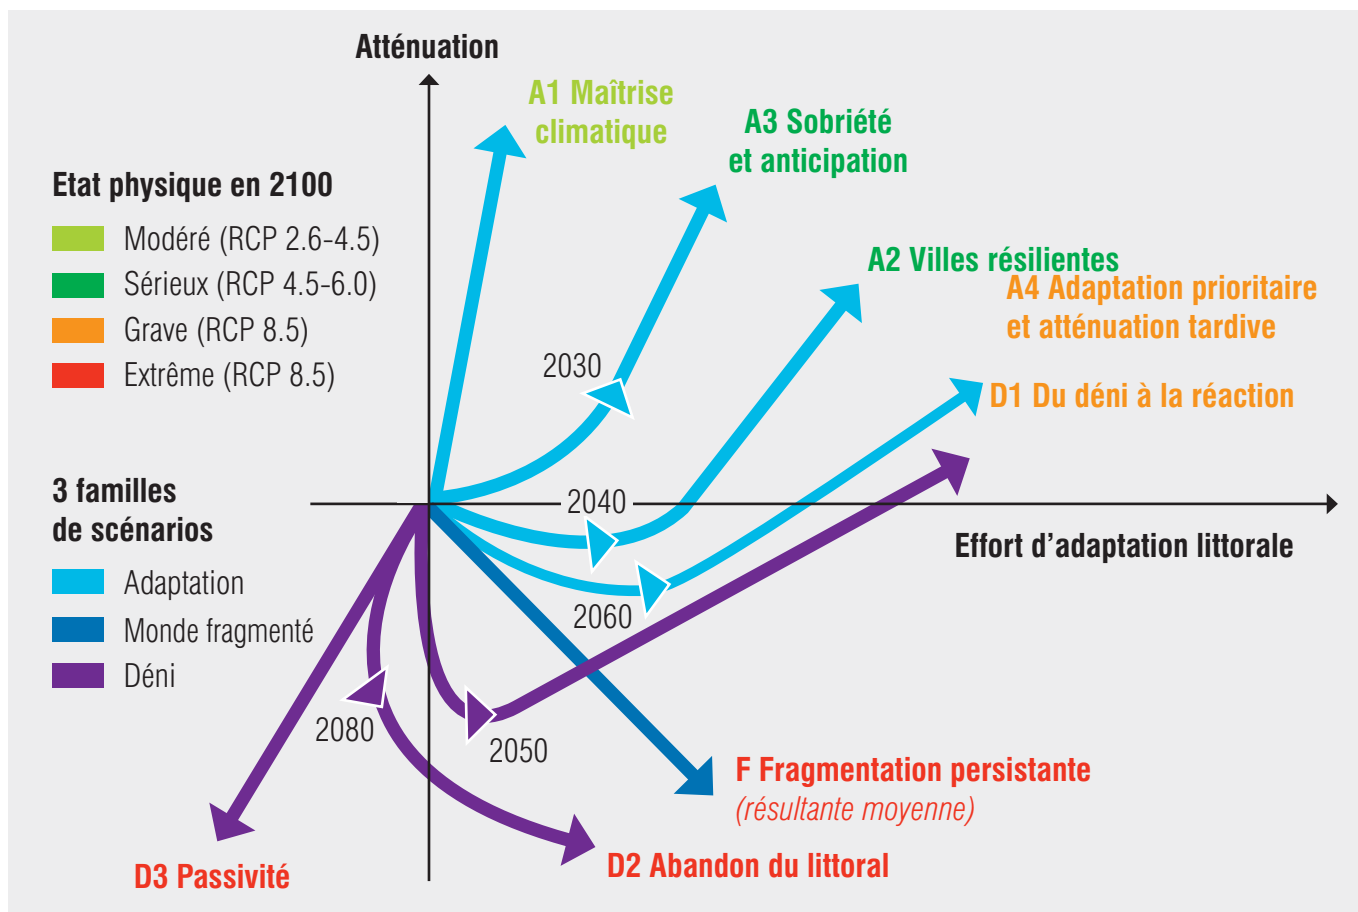 Atténuation
A1 Maîtrise
climatique
A3 Sobriété
et anticipation
Etat physique en 2100
Modéré (RCP 2.6-4.5)
Sérieux (RCP 4.5-6.0)
Grave (RCP 8.5)
Extrême (RCP 8.5)
A2 Villes résilientes
A4 Adaptation prioritaire
et atténuation tardive
2030
D1 Du déni à la réaction
3 familles
de scénarios
Adaptation
Monde fragmenté
Déni
2040
Effort d’adaptation littorale
2060
2080
2050
F Fragmentation persistante
(résultante moyenne)
D2 Abandon du littoral
D3 Passivité